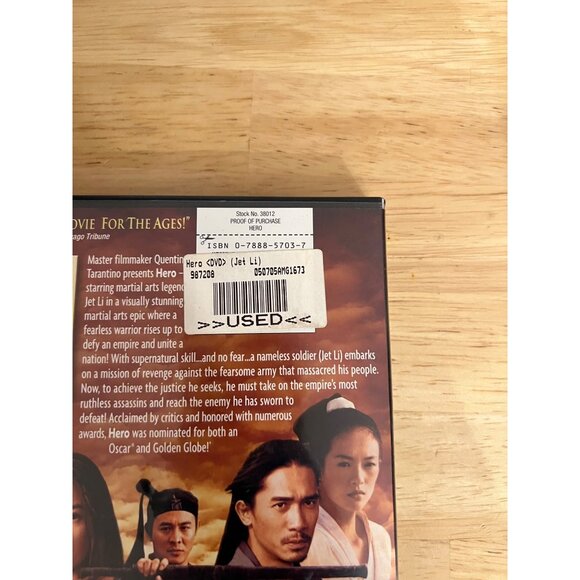 OVIE FOR THE AGES!"
ago Tribune
Stock No. 38012
PROOF OF PURCHASE
HERO
ISBN 0-7888-5703-7
Hero <DVD> (Jet Li)
987208 050705AMG1673
>>USED<<
Master filmmaker Quentin
Tarantino presents Hero –
starring martial arts legend
Jet Li in a visually stunning
martial arts epic where a
fearless warrior rises up to
defy an empire and unite a
nation! With supernatural skill...and no fear...a nameless soldier (Jet Li) embarks
on a mission of revenge against the fearsome army that massacred his people.
Now, to achieve the justice he seeks, he must take on the empire's most
ruthless assassins and reach the enemy he has sworn to
defeat! Acclaimed by critics and honored with numerous
awards, Hero was nominated for both an
Oscar® and Golden Globe!®